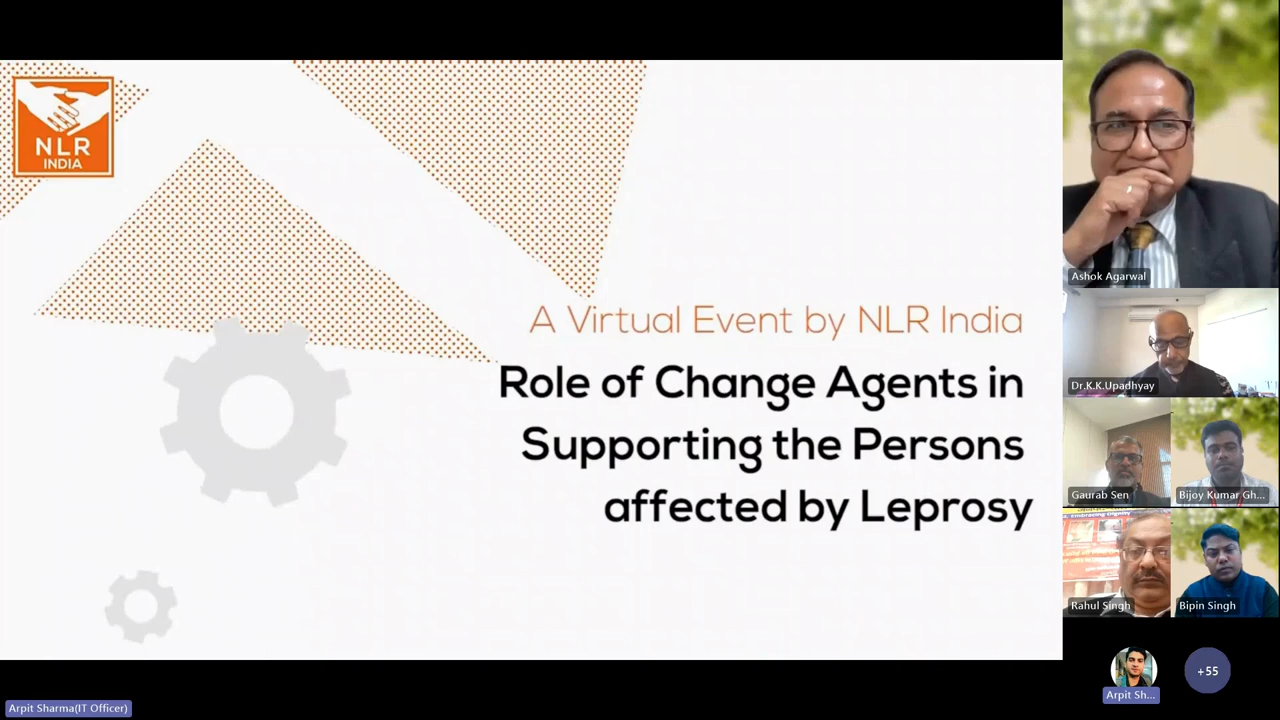 NLR
INDIA
A Virtual Event by NLR India
Role of Change Agents in
Supporting the Persons
affected by Leprosy
Ashok Agarwal
Dr.K.K.Upadhyay
Gaurab Sen
Bijoy Kumar Gh...
Rahul Singh
Bipin Singh
Arpit Sh...
+55
Arpit Sharma(IT Officer)